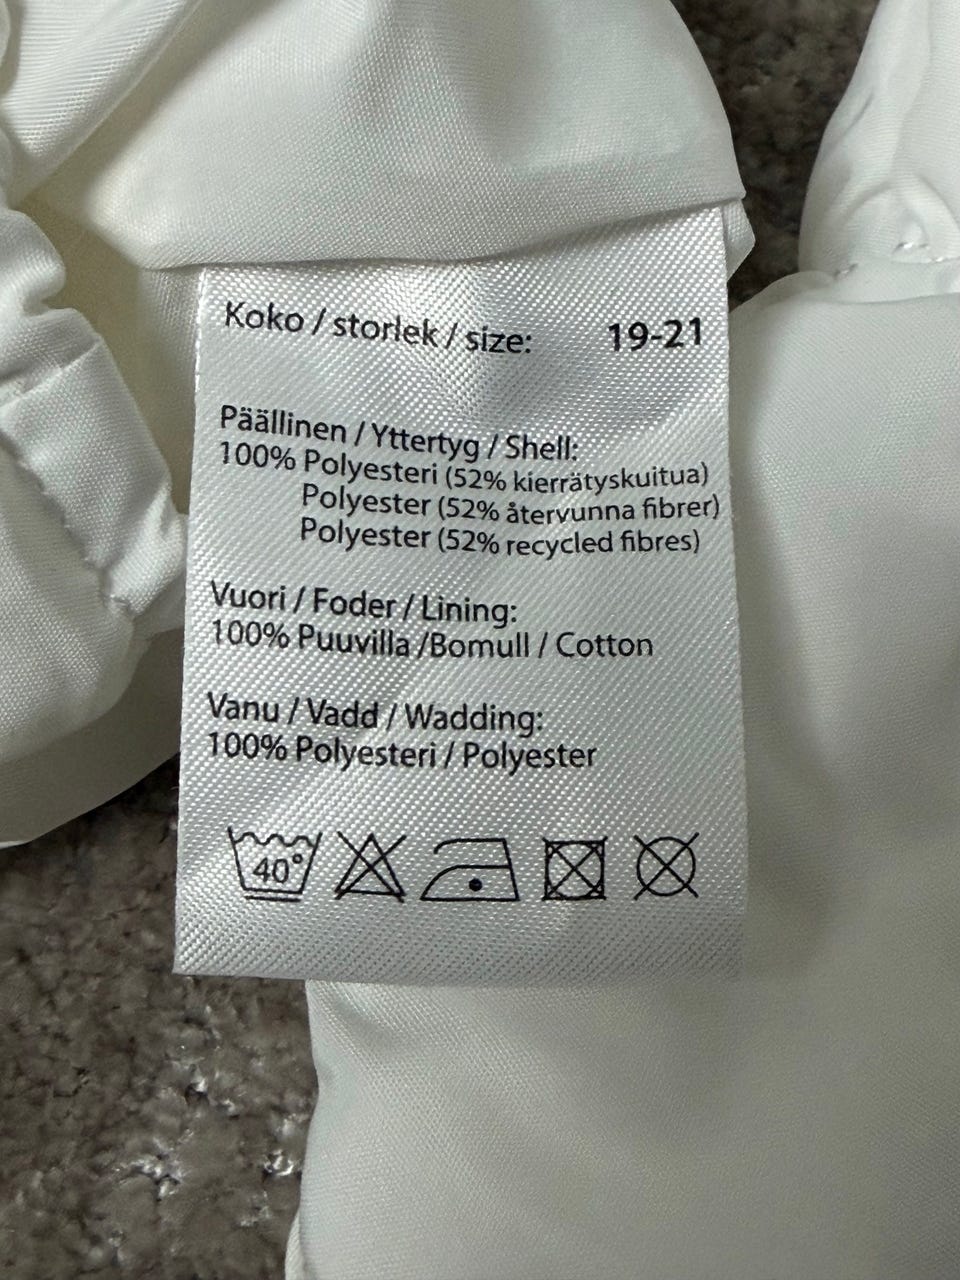 Koko / storlek / size: 19-21
Päällinen / Yttertyg / Shell:
100% Polyesteri (52% kierrätyskuitua)
Polyester (52% återvunna fibrer)
Polyester (52% recycled fibres)
Vuori / Foder / Lining:
100% Puuvilla /Bomull / Cotton
Vanu / Vadd / Wadding:
100% Polyesteri / Polyester
40°